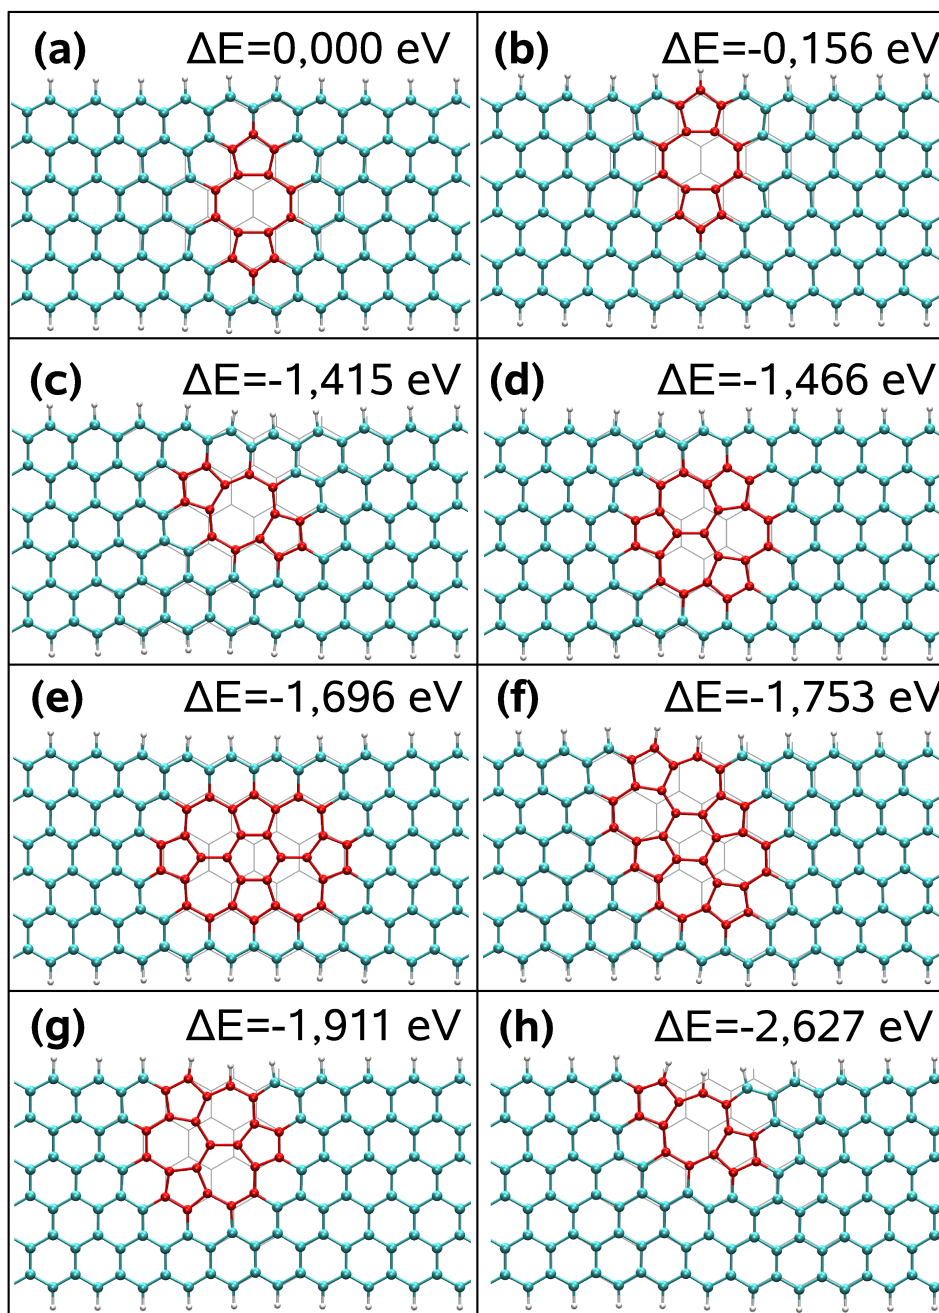 (a) ΔE=0,000 eV
(b) ΔE=-0,156 eV
(c) ΔE=-1,415 eV
(d) ΔE=-1,466 eV
(e) ΔE=-1,696 eV
(f) ΔE=-1,753 eV
(g) ΔE=-1,911 eV
(h) ΔE=-2,627 eV